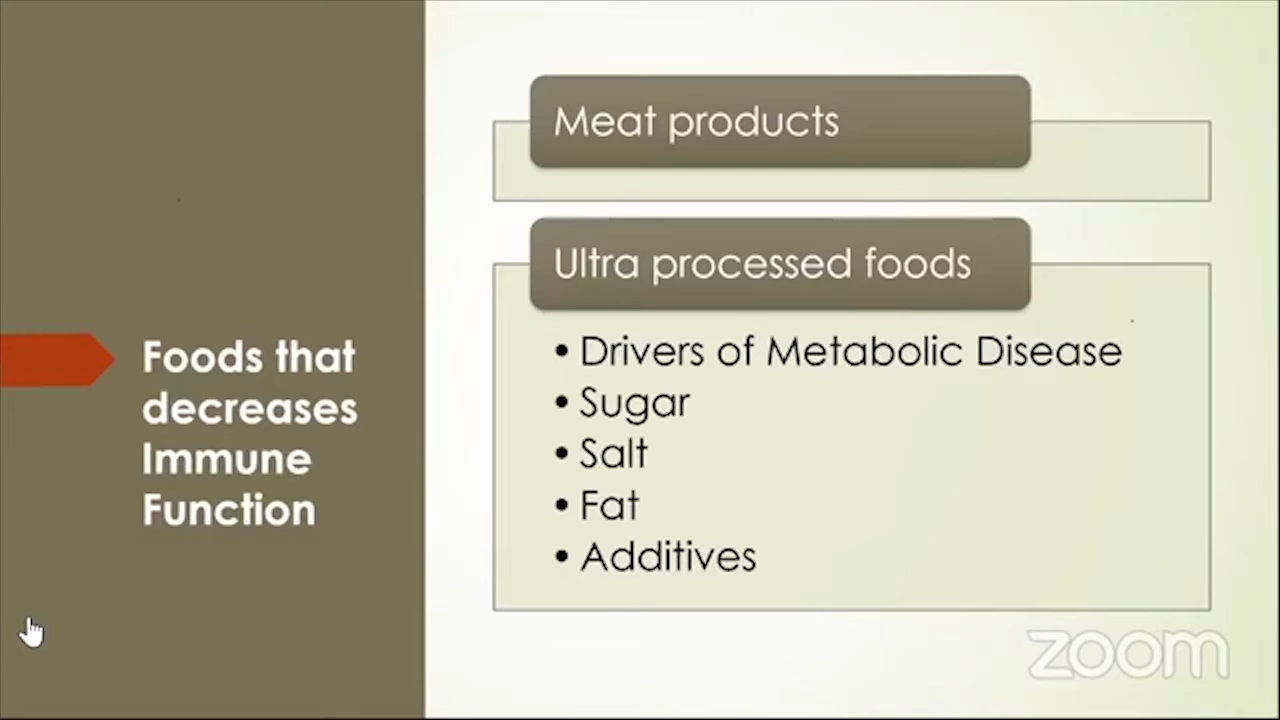 Foods that
decreases
Immune
Function
Meat products
Ultra processed foods
• Drivers of Metabolic Disease
• Sugar
• Salt
• Fat
• Additives
zoom